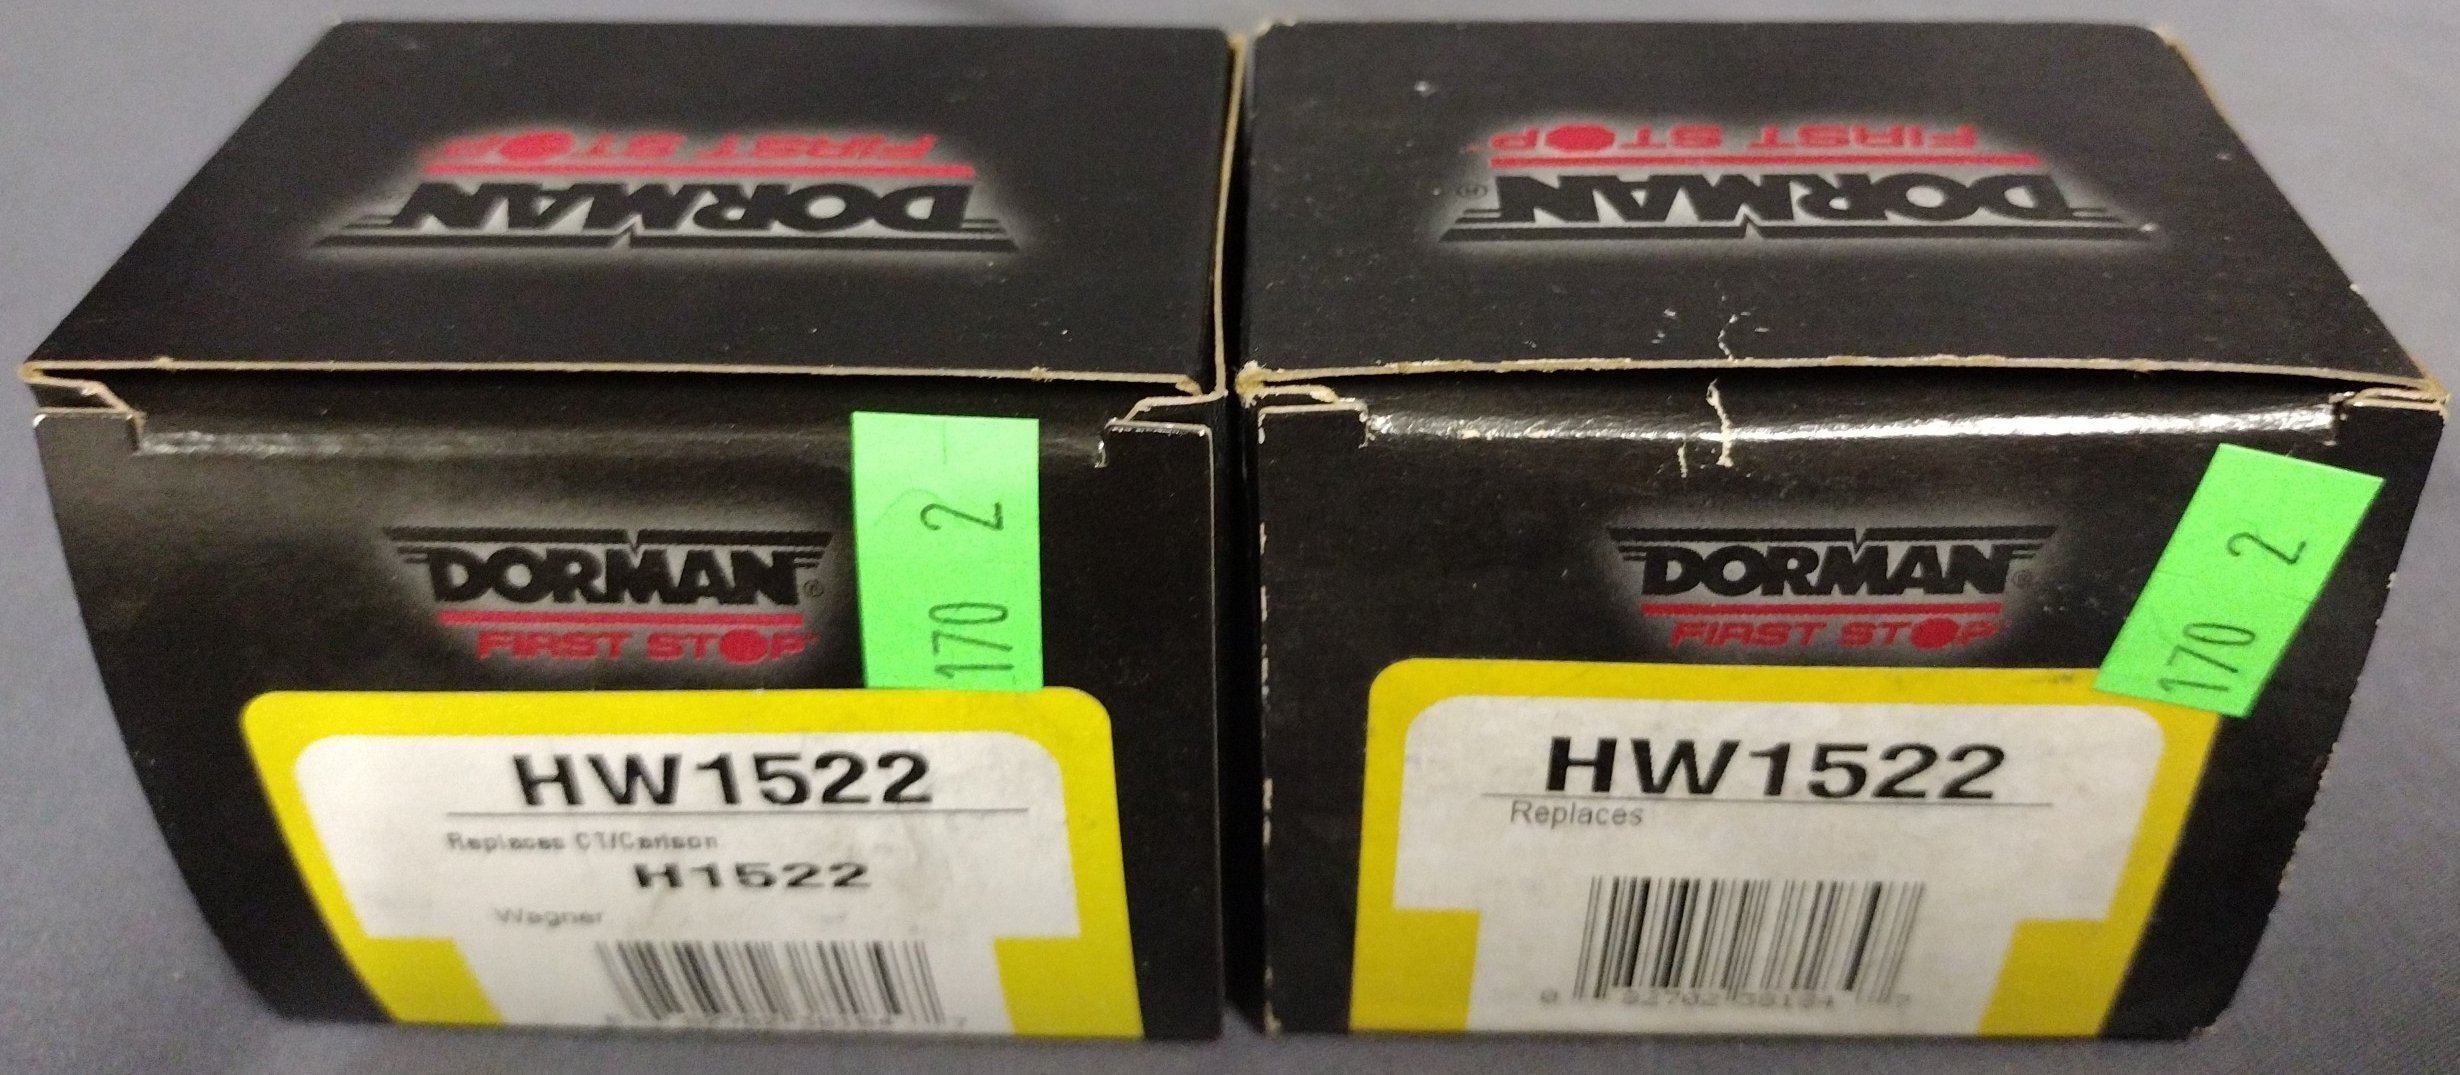 FIRST STOP
DORMAN
FIRST STOP
DORMAN®
DORMAN®
FIRST STOP
170 2
HW1522
Replaces CT/Carlson
H1522
Wagner
DORMAN®
FIRST STOP
170 2
HW1522
Replaces
0